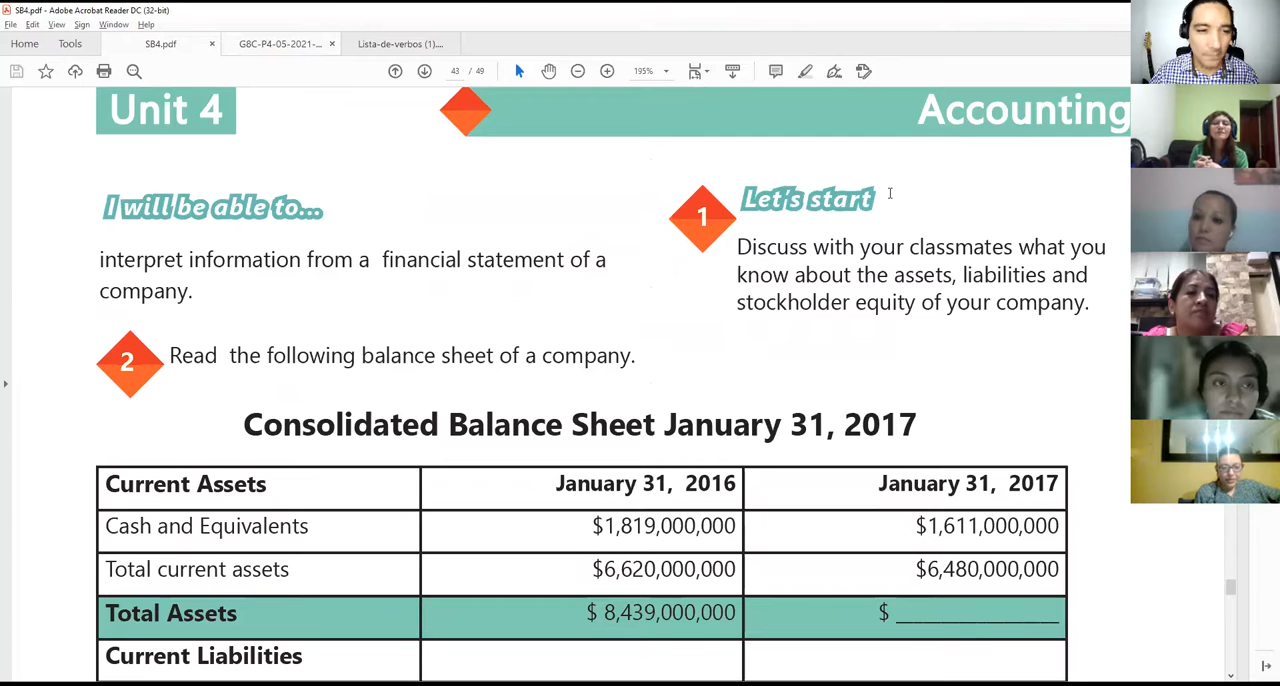 SB4.pdf - Adobe Acrobat Reader DC (32-bit)
File Edit View Sign Window Help
Home Tools SB4.pdf × G8C-P4-05-2021-... × Lista-de-verbos (1)....
43 / 49 195%
Unit 4 Accounting
I will be able to...
interpret information from a financial statement of a
company.
1 Let's start
Discuss with your classmates what you
know about the assets, liabilities and
stockholder equity of your company.
2 Read the following balance sheet of a company.
Consolidated Balance Sheet January 31, 2017
Current Assets January 31, 2016 January 31, 2017
Cash and Equivalents $1,819,000,000 $1,611,000,000
Total current assets $6,620,000,000 $6,480,000,000
Total Assets $ 8,439,000,000 $ _______________
Current Liabilities